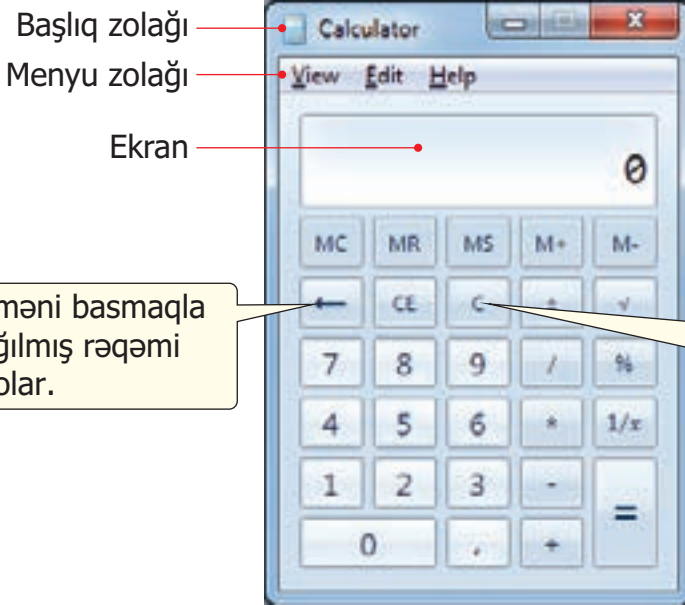 Başlıq zolağı
Calculator
Menyu zolağı
View Edit Help
Ekran
0
MC MR MS M+ M-
← CE C ± √
məni basmaqla
ğılmış rəqəmi
olar.
7 8 9 / %
4 5 6 * 1/x
1 2 3 - =
0 , +